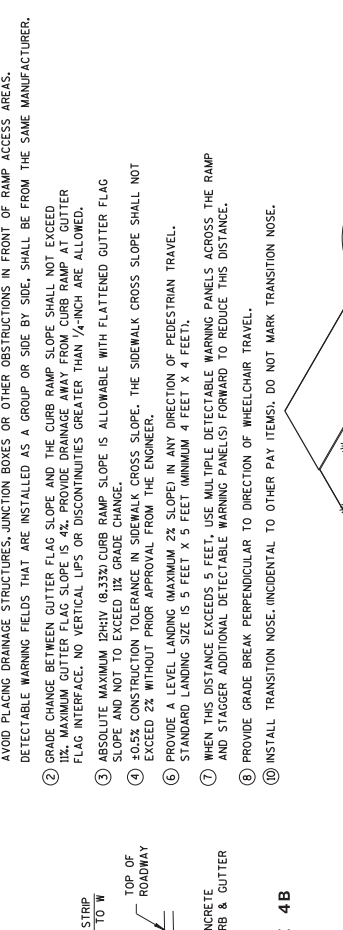 AVOID PLACING DRAINAGE STRUCTURES, JUNCTION BOXES OR OTHER OBSTRUCTIONS IN FRONT OF RAMP ACCESS AREAS.
DETECTABLE WARNING FIELDS THAT ARE INSTALLED AS A GROUP OR SIDE BY SIDE, SHALL BE FROM THE SAME MANUFACTURER.
② GRADE CHANGE BETWEEN GUTTER FLAG SLOPE AND THE CURB RAMP SLOPE SHALL NOT EXCEED
11%. MAXIMUM GUTTER FLAG SLOPE IS 4%. PROVIDE DRAINAGE AWAY FROM CURB RAMP AT GUTTER
FLAG INTERFACE. NO VERTICAL LIPS OR DISCONTINUITIES GREATER THAN 1/4-INCH ARE ALLOWED.
③ ABSOLUTE MAXIMUM 12H:1V (8.33%) CURB RAMP SLOPE IS ALLOWABLE WITH FLATTENED GUTTER FLAG
SLOPE AND NOT TO EXCEED 11% GRADE CHANGE.
④ ±0.5% CONSTRUCTION TOLERANCE IN SIDEWALK CROSS SLOPE. THE SIDEWALK CROSS SLOPE SHALL NOT
EXCEED 2% WITHOUT PRIOR APPROVAL FROM THE ENGINEER.
⑥ PROVIDE A LEVEL LANDING (MAXIMUM 2% SLOPE) IN ANY DIRECTION OF PEDESTRIAN TRAVEL.
STANDARD LANDING SIZE IS 5 FEET X 5 FEET (MINIMUM 4 FEET X 4 FEET).
⑦ WHEN THIS DISTANCE EXCEEDS 5 FEET, USE MULTIPLE DETECTABLE WARNING PANELS ACROSS THE RAMP
AND STAGGER ADDITIONAL DETECTABLE WARNING PANEL(S) FORWARD TO REDUCE THIS DISTANCE.
⑧ PROVIDE GRADE BREAK PERPENDICULAR TO DIRECTION OF WHEELCHAIR TRAVEL.
⑩ INSTALL TRANSITION NOSE. (INCIDENTAL TO OTHER PAY ITEMS). DO NOT MARK TRANSITION NOSE.
STRIP
TO W
TOP OF
ROADWAY
NCRETE
RB & GUTTER
4B